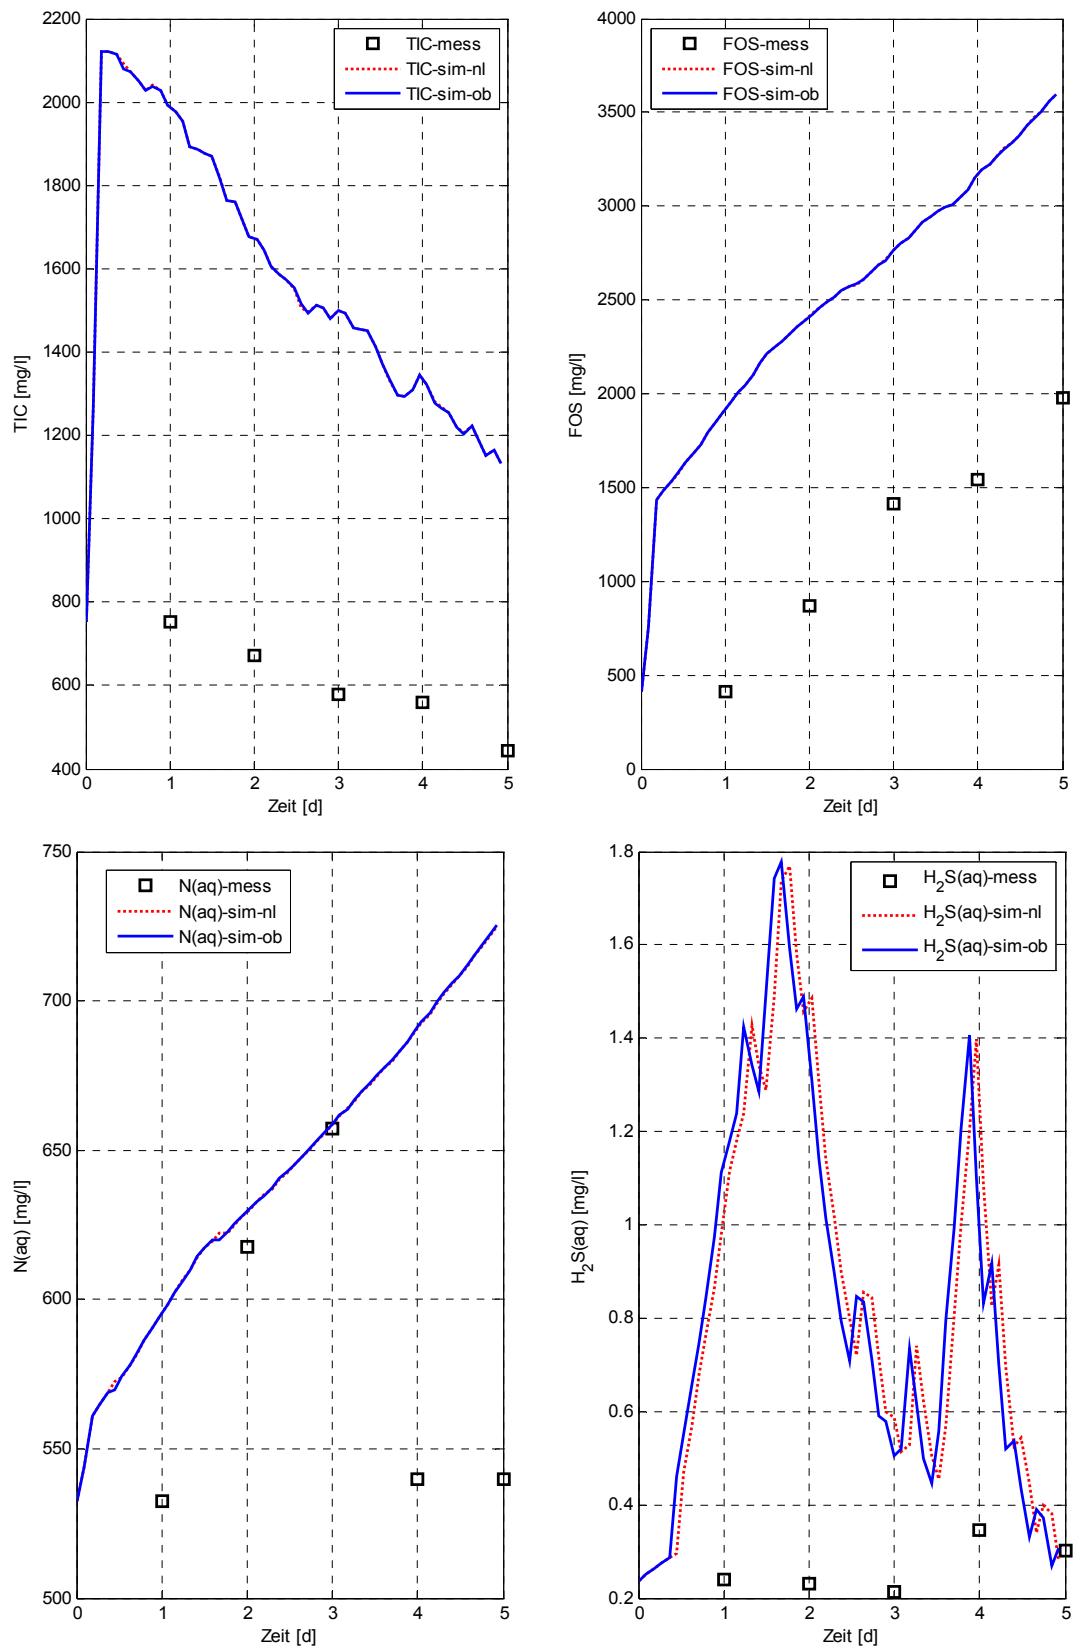 2200
2000
1800
1600
1400
1200
1000
800
600
400
TIC [mg/l]
0 1 2 3 4 5
Zeit [d]
TIC-mess
TIC-sim-nl
TIC-sim-ob
4000
3500
3000
2500
2000
1500
1000
500
0
FOS [mg/l]
0 1 2 3 4 5
Zeit [d]
FOS-mess
FOS-sim-nl
FOS-sim-ob
750
700
650
600
550
500
N(aq) [mg/l]
0 1 2 3 4 5
Zeit [d]
N(aq)-mess
N(aq)-sim-nl
N(aq)-sim-ob
1.8
1.6
1.4
1.2
1
0.8
0.6
0.4
0.2
H₂S(aq) [mg/l]
0 1 2 3 4 5
Zeit [d]
H₂S(aq)-mess
H₂S(aq)-sim-nl
H₂S(aq)-sim-ob